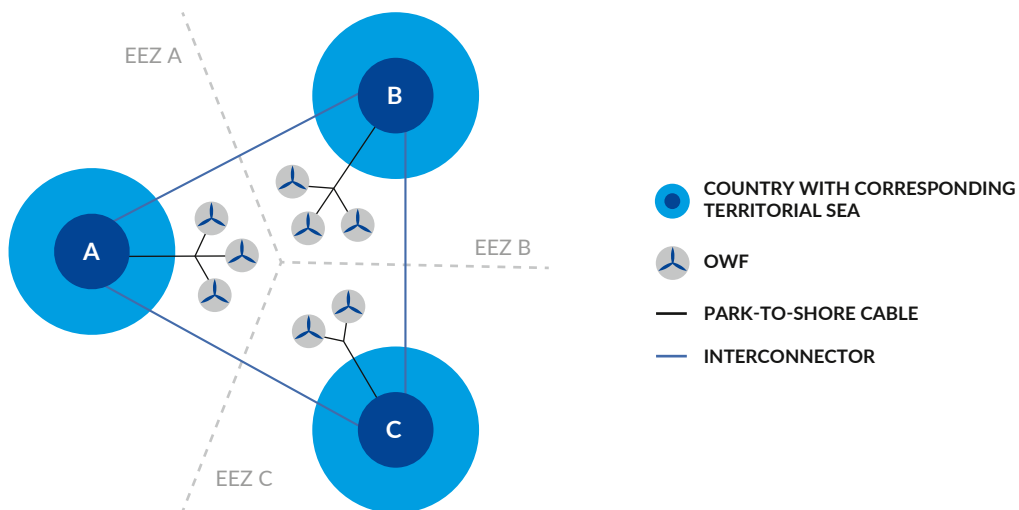 EEZ A
B
A
EEZ B
C
EEZ C
COUNTRY WITH CORRESPONDING
TERRITORIAL SEA
OWF
PARK-TO-SHORE CABLE
INTERCONNECTOR